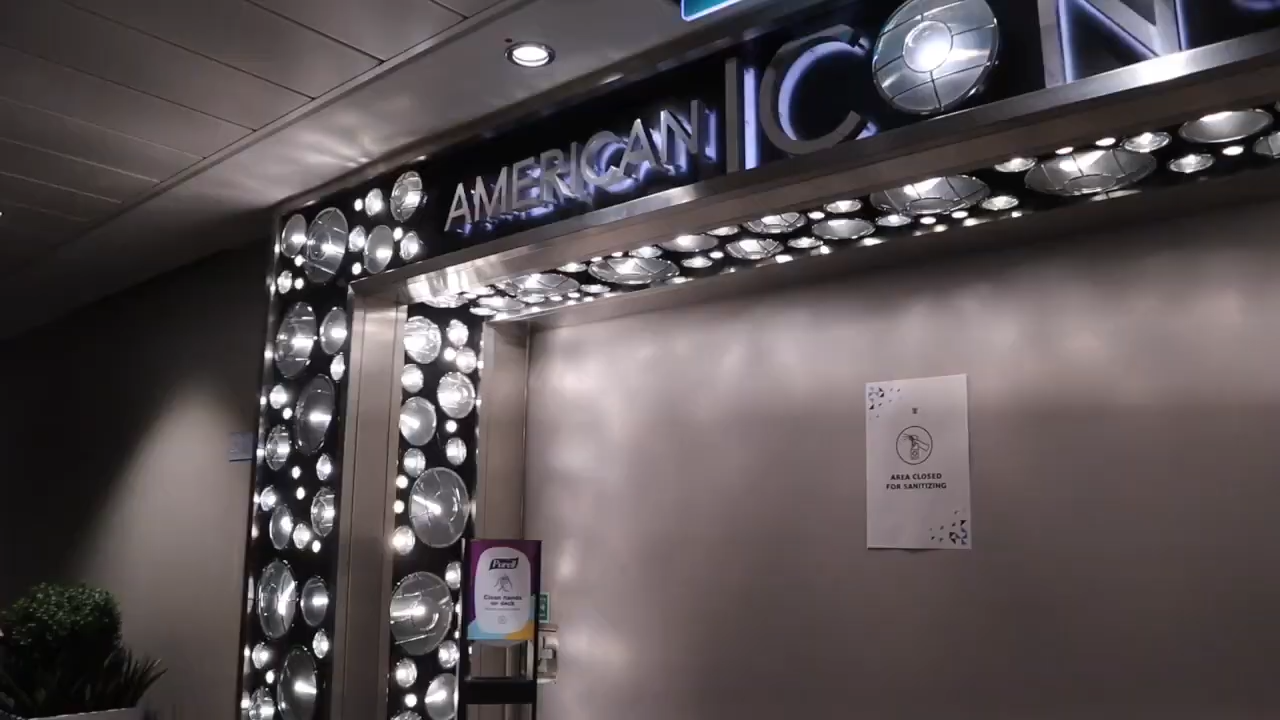 AMERICAN ICON
AREA CLOSED
FOR SANITIZING
Purell
Clean hands
on deck